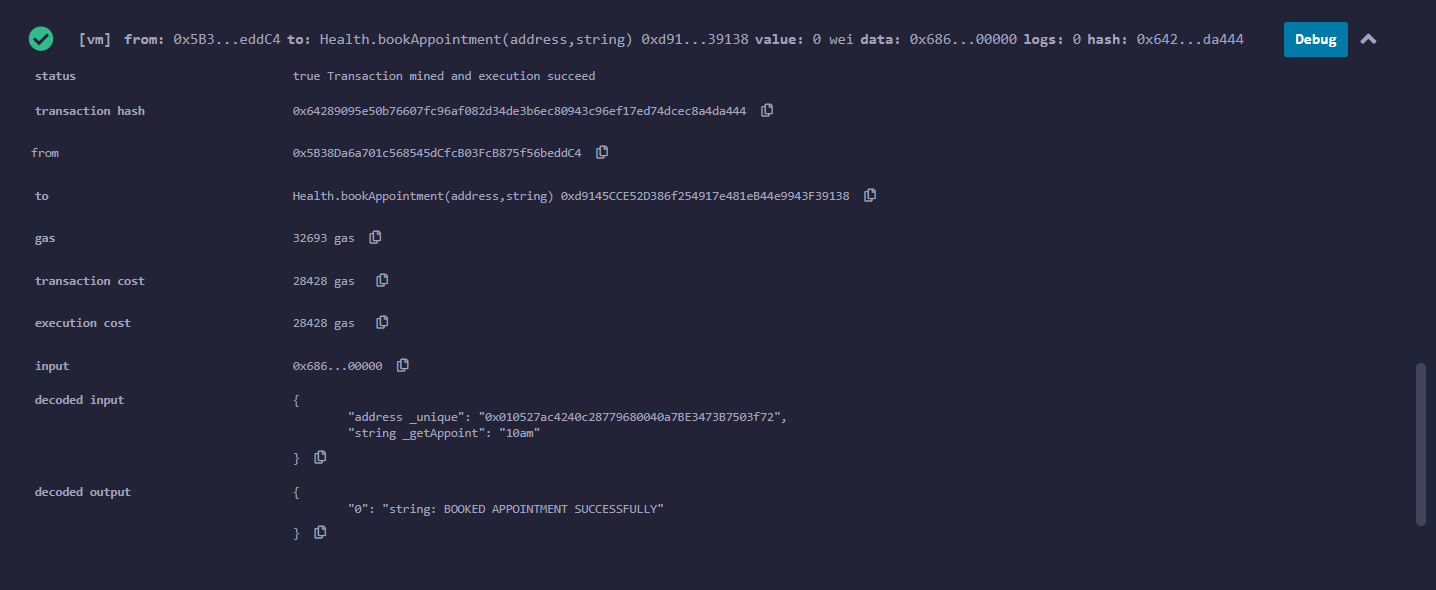 [vm] from: 0x5B3...eddC4 to: Health.bookAppointment(address,string) 0xd91...39138 value: 0 wei data: 0x686...00000 logs: 0 hash: 0x642...da444 Debug
status true Transaction mined and execution succeed
transaction hash 0x64289095e50b76607fc96af082d34de3b6ec80943c96ef17ed74dcec8a4da444
from 0x5B38Da6a701c568545dCfcB03FcB875f56beddC4
to Health.bookAppointment(address,string) 0xd9145CCE52D386f254917e481eB44e9943F39138
gas 32693 gas
transaction cost 28428 gas
execution cost 28428 gas
input 0x686...00000
decoded input {
"address _unique": "0x010527ac4240c28779680040a7BE3473B7503f72",
"string _getAppoint": "10am"
}
decoded output {
"0": "string: BOOKED APPOINTMENT SUCCESSFULLY"
}